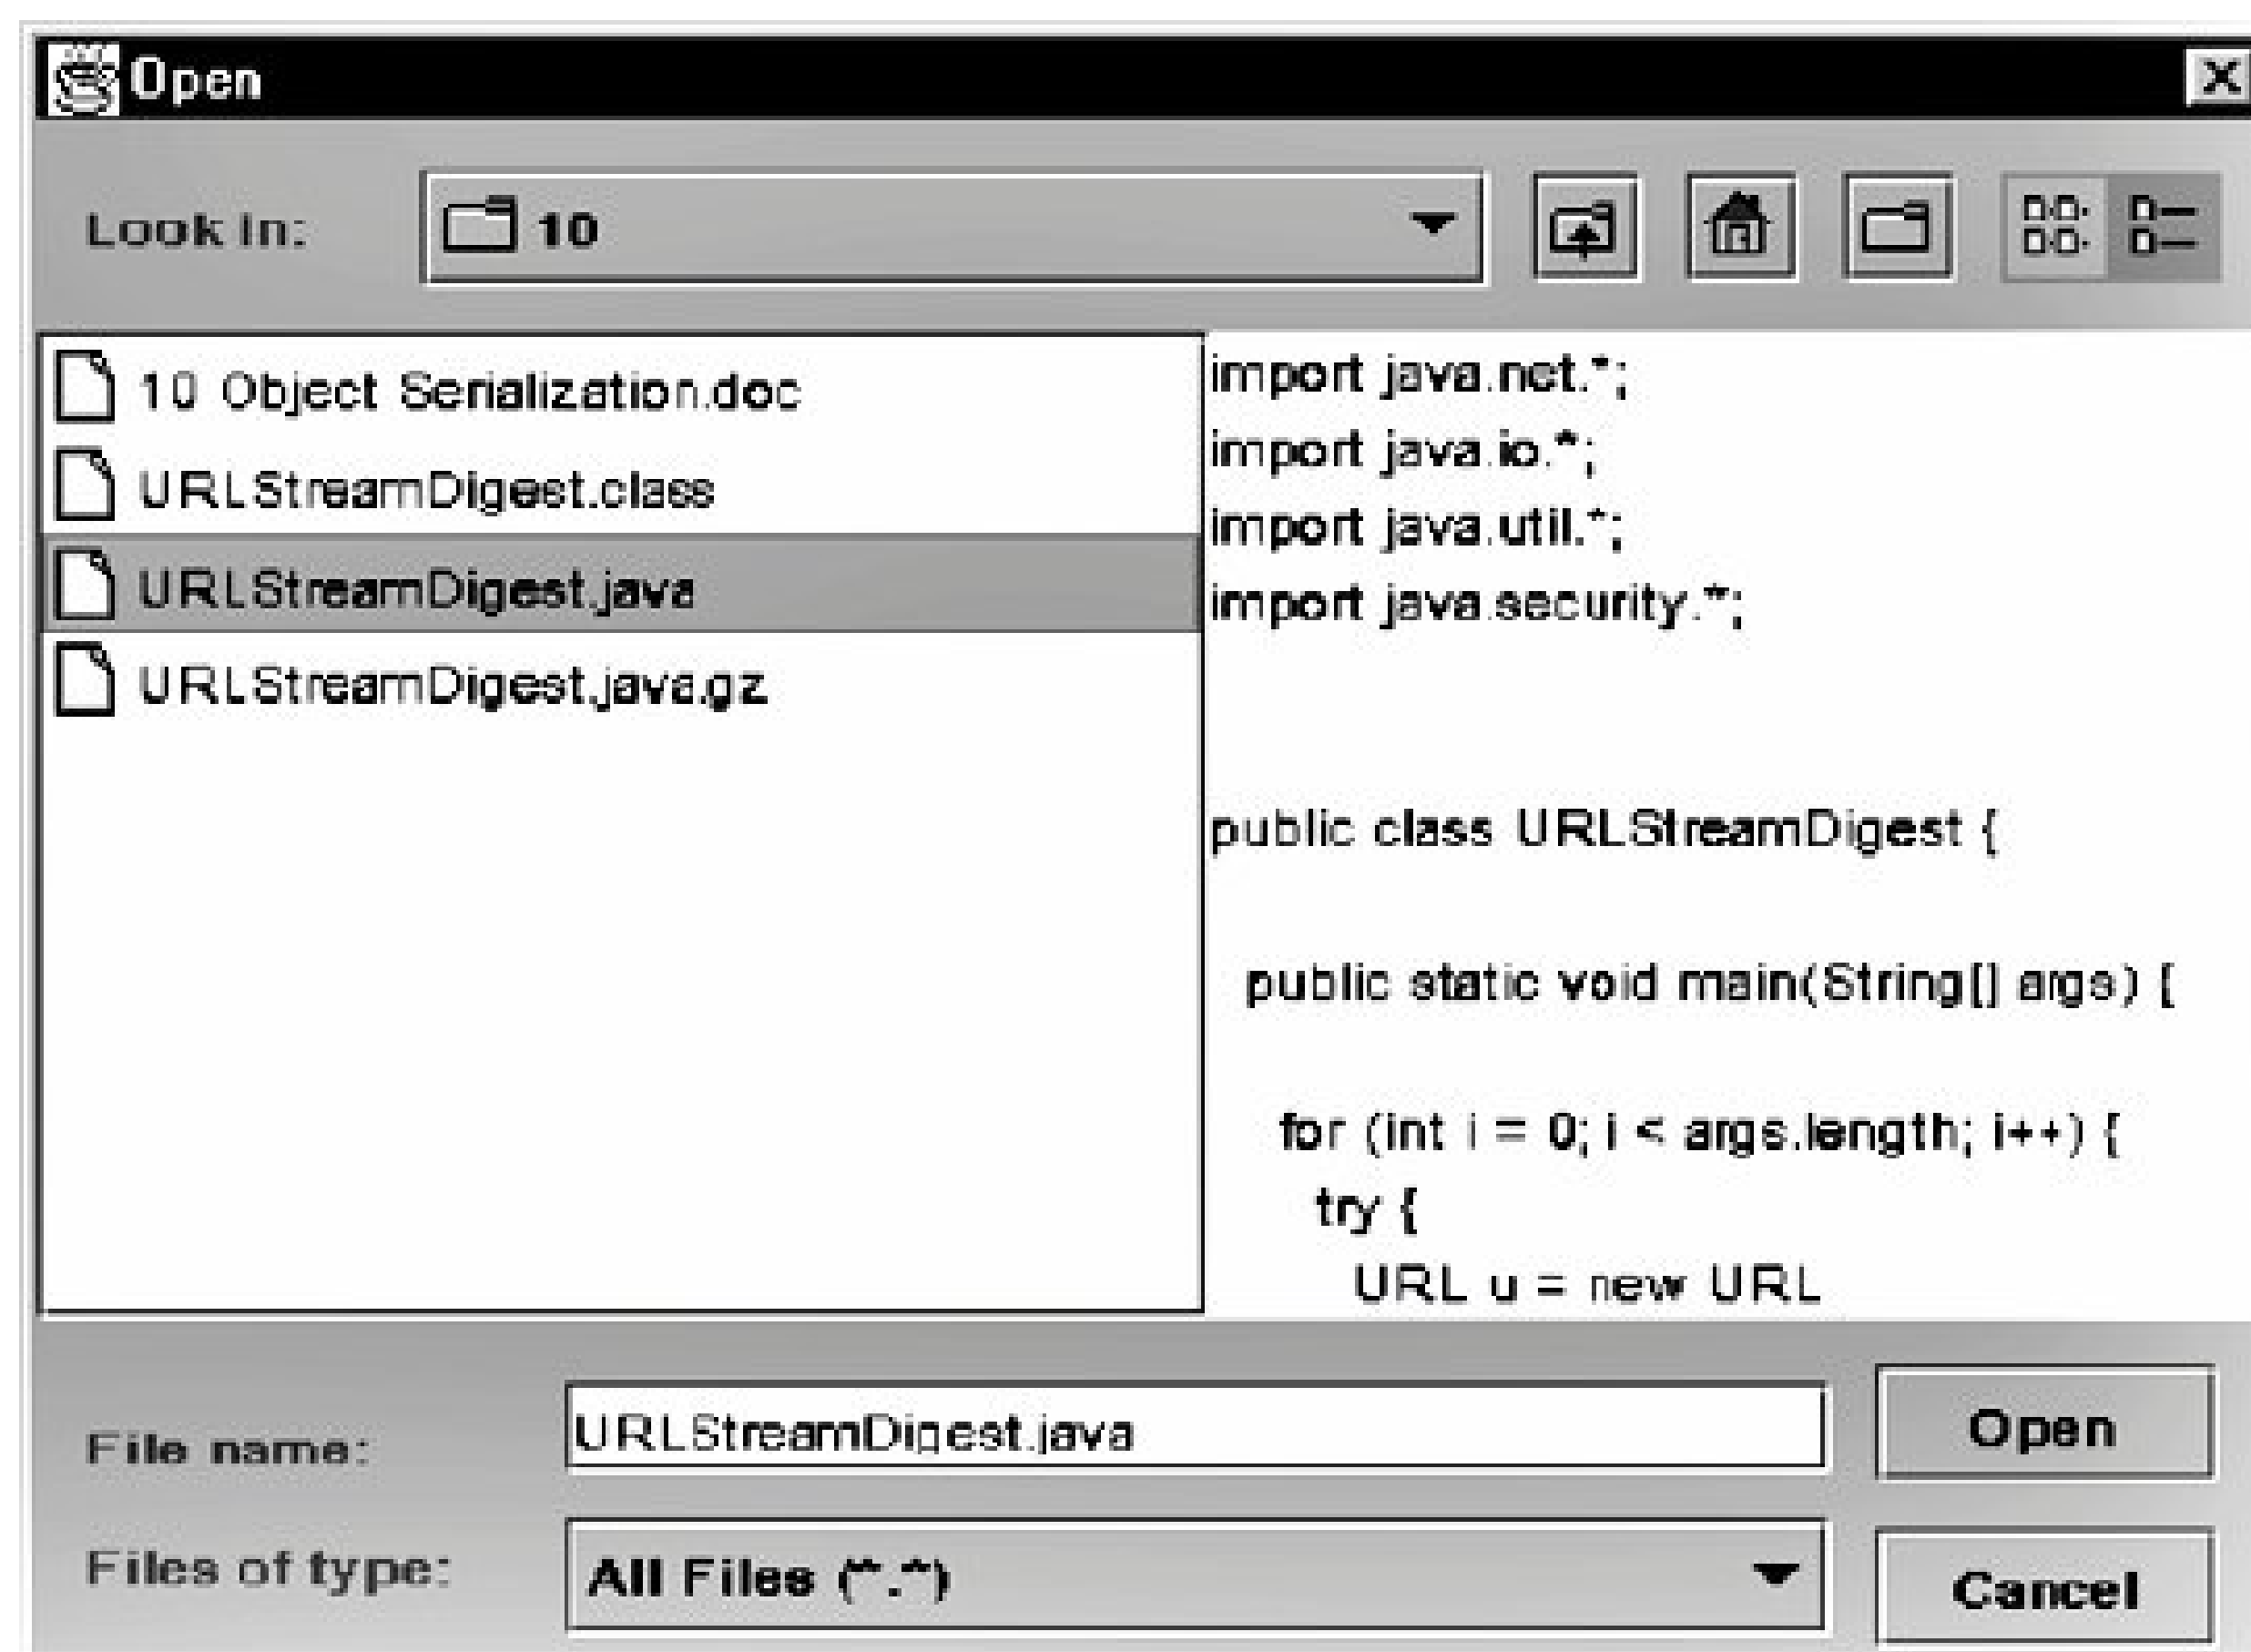 Open
Look in:
10
10 Object Serialization.doc
URLStreamDigest.class
URLStreamDigest.java
URLStreamDigest.java.gz
import java.net.*;
import java.io.*;
import java.util.*;
import java.security.*;
public class URLStreamDigest {
public static void main(String[] args) {
for (int i = 0; i < args.length; i++) {
try {
URL u = new URL
File name:
URLStreamDigest.java
Open
Files of type:
All Files (*.*)
Cancel